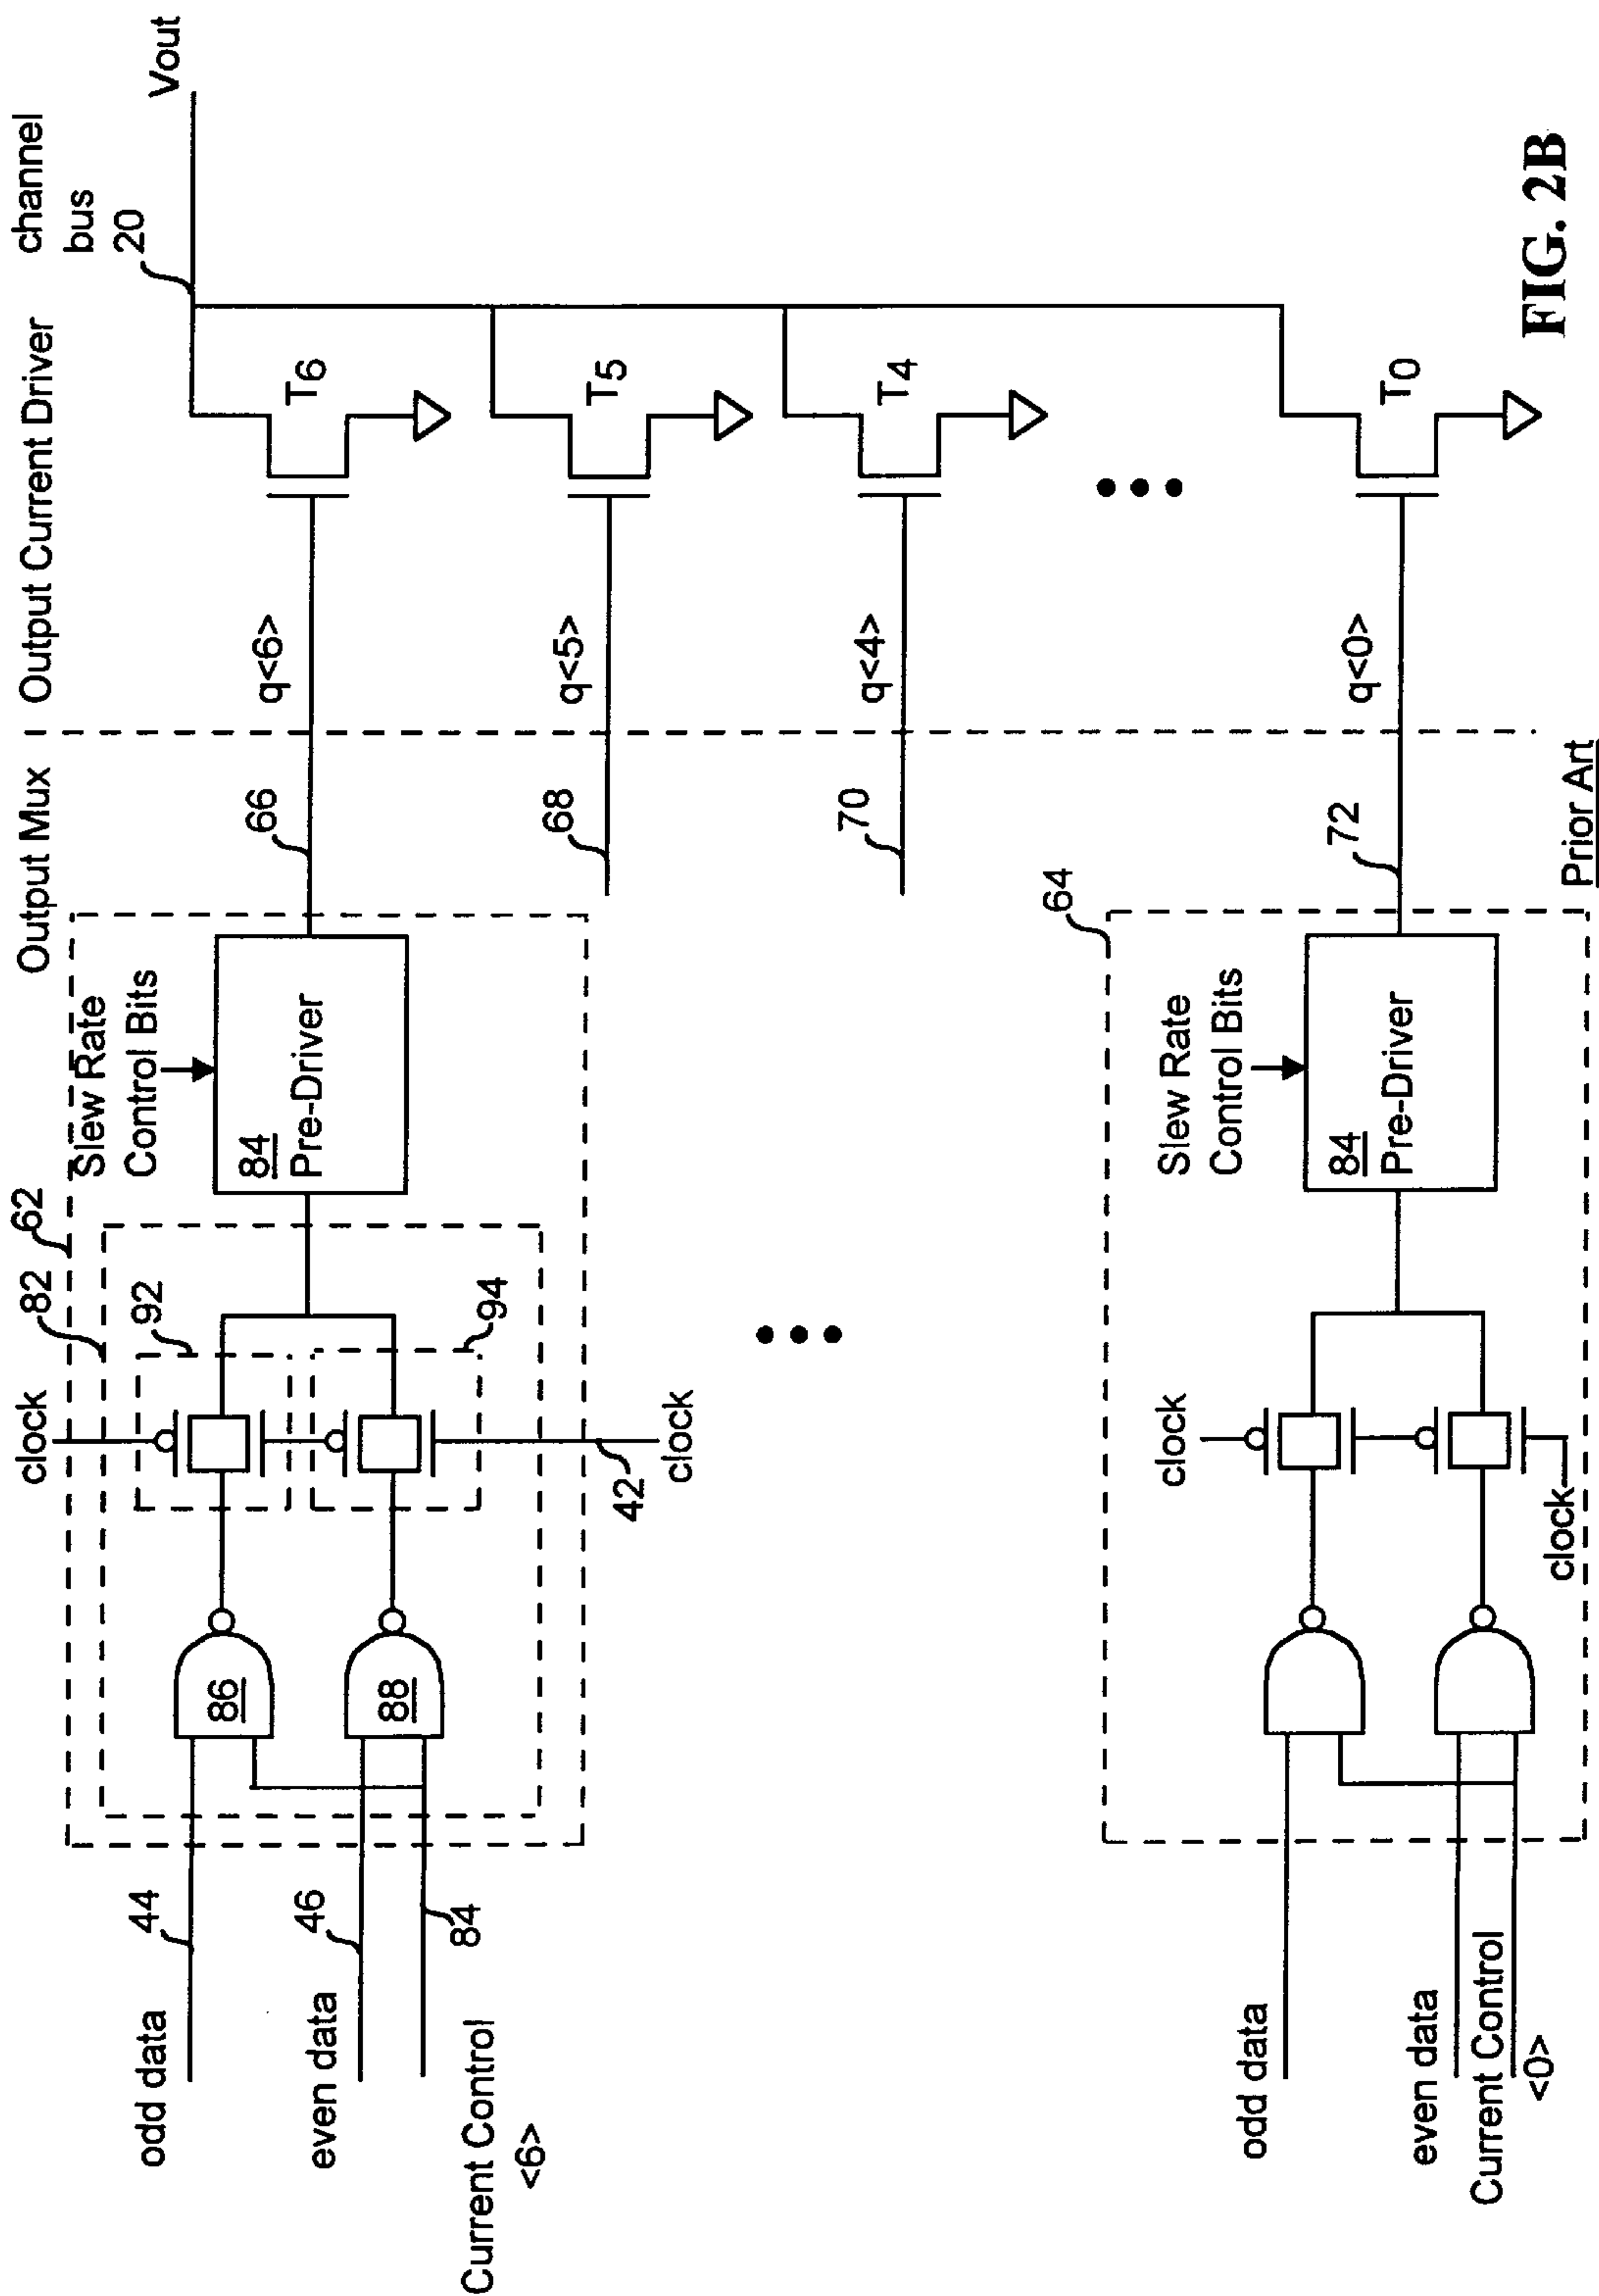 Output Mux
Output Current Driver
channel
bus
20
Vout
62
82
92
94
clock
Slew Rate
Control Bits
84
Pre-Driver
66
q<6>
T6
44
odd data
86
46
even data
88
84
Current Control
<6>
42
clock
68
q<5>
T5
70
q<4>
T4
64
clock
Slew Rate
Control Bits
84
Pre-Driver
72
q<0>
T0
odd data
even data
Current Control
<0>
clock
Prior Art
FIG. 2B